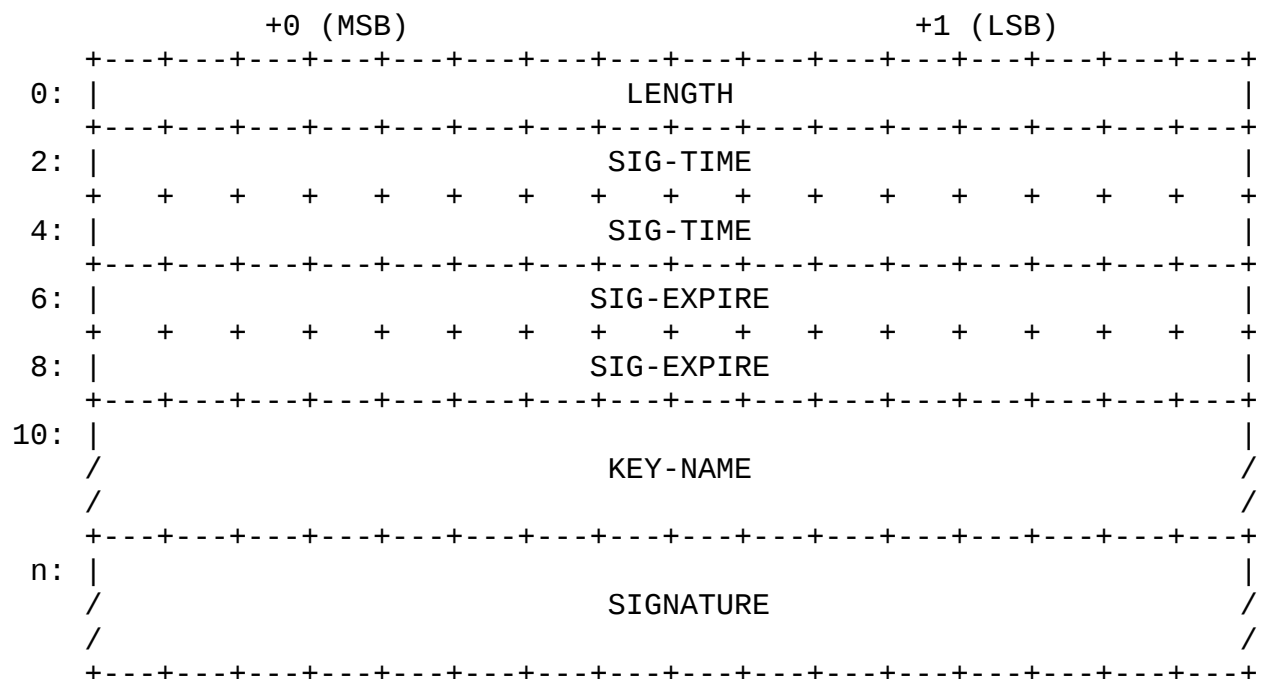 +0 (MSB)                            +1 (LSB)
    +---+---+---+---+---+---+---+---+---+---+---+---+---+---+---+---+
 0: |                             LENGTH                            |
    +---+---+---+---+---+---+---+---+---+---+---+---+---+---+---+---+
 2: |                            SIG-TIME                           |
    +   +   +   +   +   +   +   +   +   +   +   +   +   +   +   +   +
 4: |                            SIG-TIME                           |
    +---+---+---+---+---+---+---+---+---+---+---+---+---+---+---+---+
 6: |                           SIG-EXPIRE                          |
    +   +   +   +   +   +   +   +   +   +   +   +   +   +   +   +   +
 8: |                           SIG-EXPIRE                          |
    +---+---+---+---+---+---+---+---+---+---+---+---+---+---+---+---+
10: |                                                               |
    /                            KEY-NAME                           /
    /                                                               /
    +---+---+---+---+---+---+---+---+---+---+---+---+---+---+---+---+
 n: |                                                               |
    /                            SIGNATURE                          /
    /                                                               /
    +---+---+---+---+---+---+---+---+---+---+---+---+---+---+---+---+